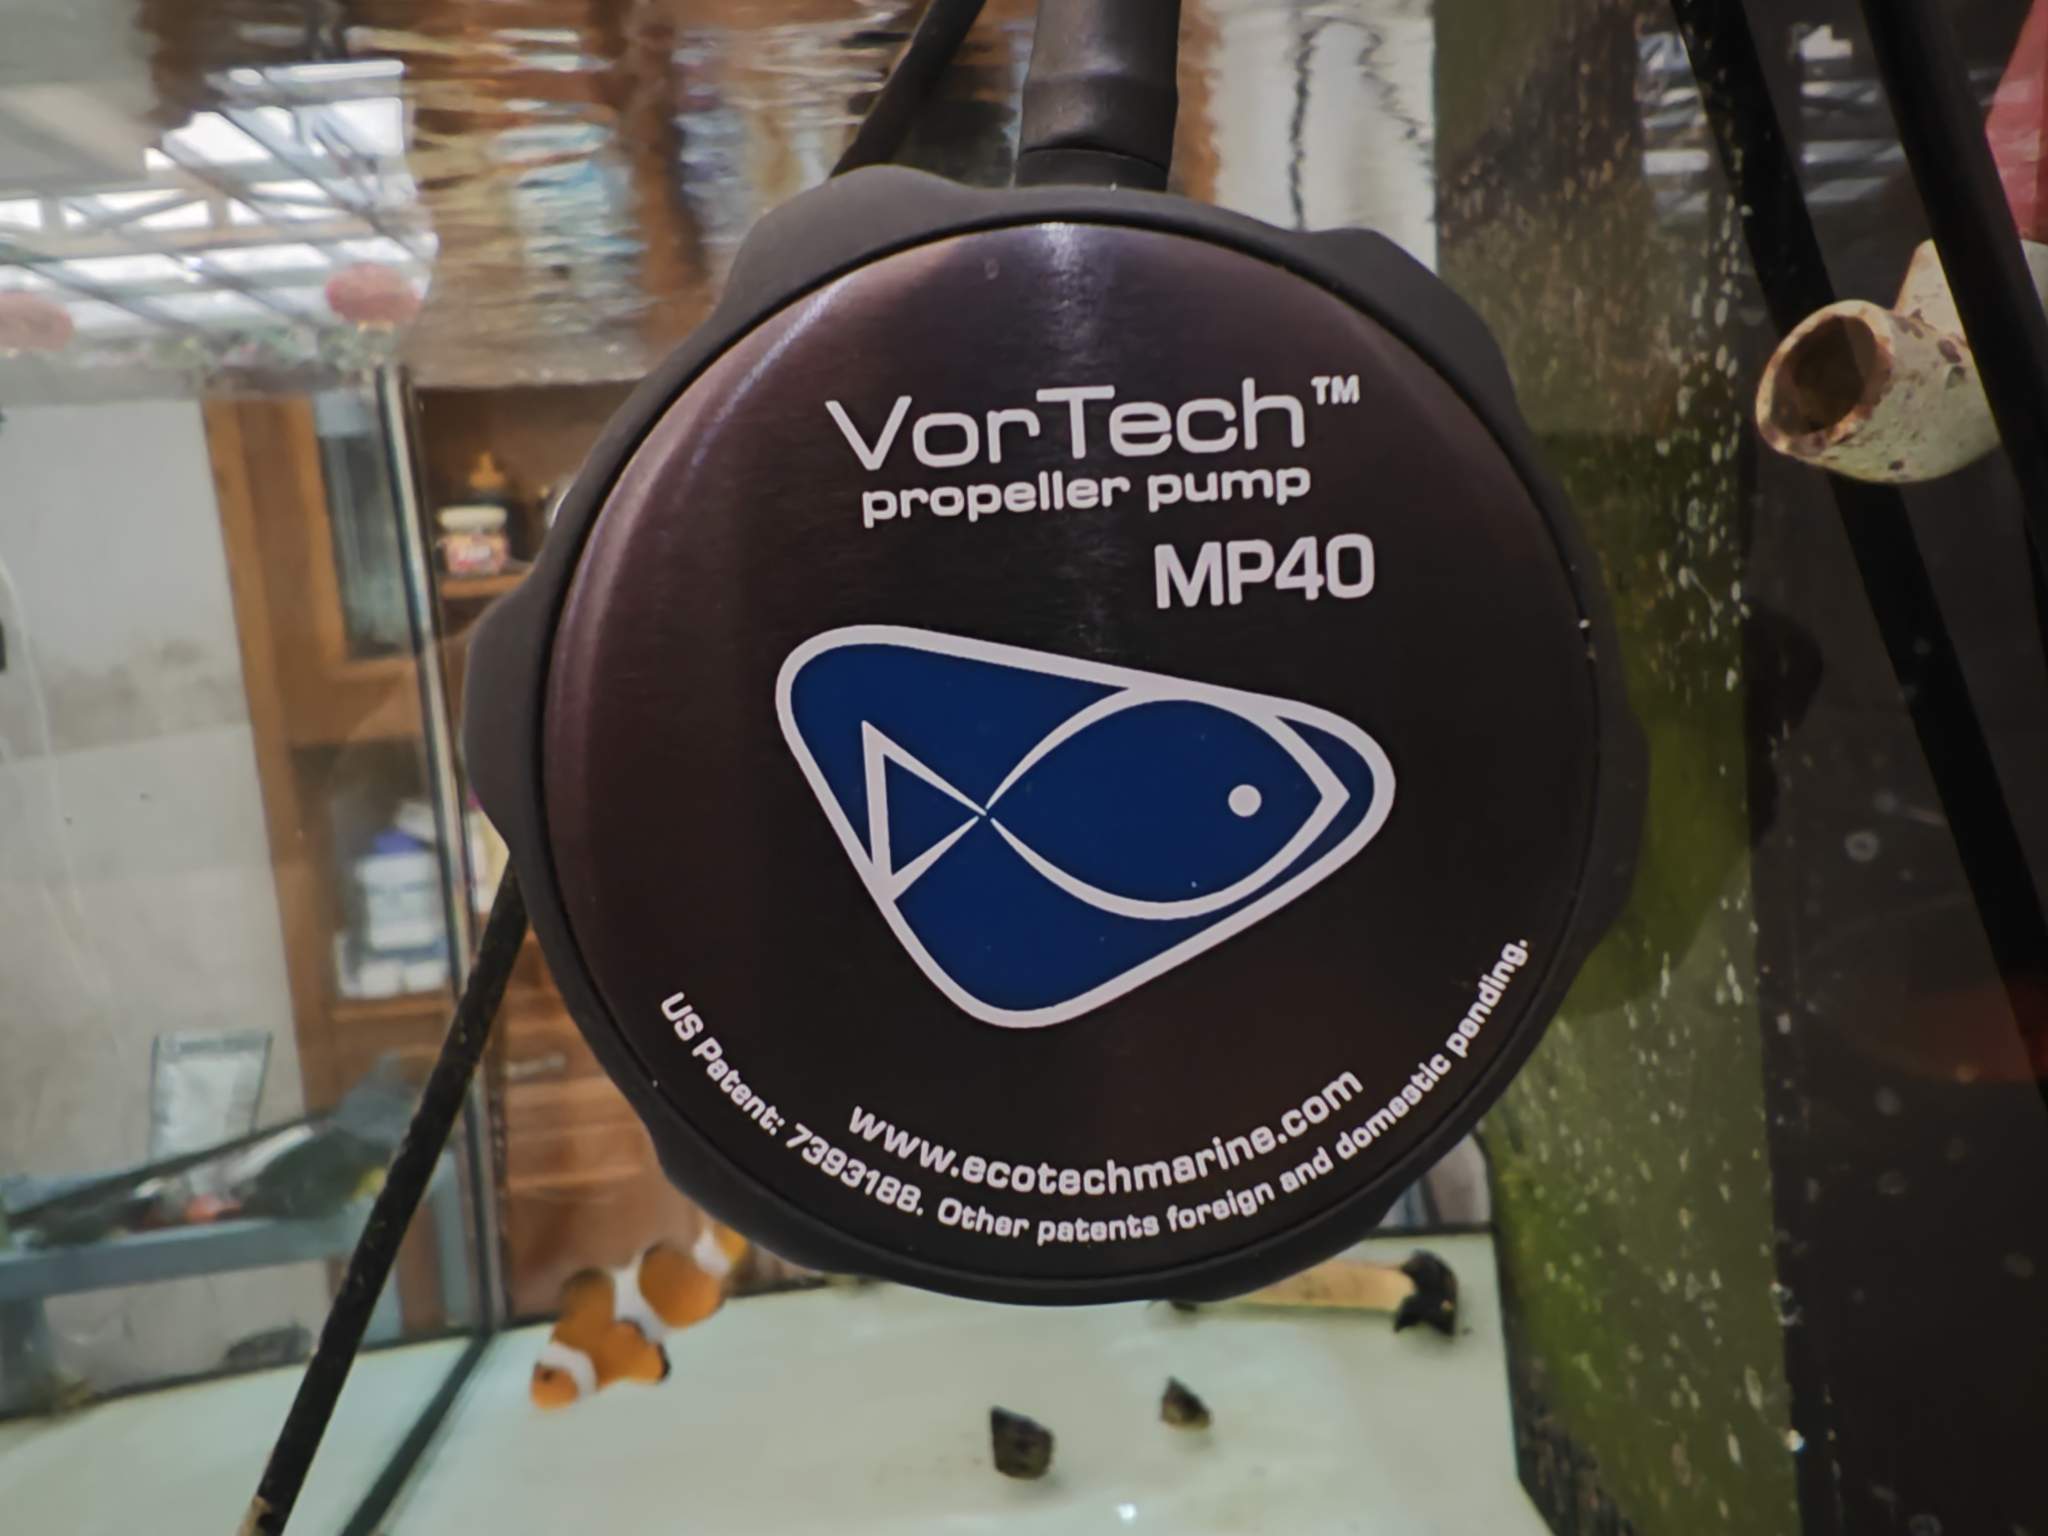 VorTech™
propeller pump
MP40
www.ecotechmarine.com
US Patent: 7393188. Other patents foreign and domestic pending.